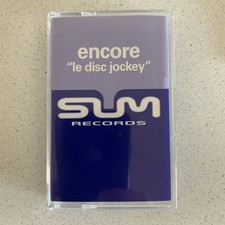 encore
"le disc jockey"
SUM
RECORDS